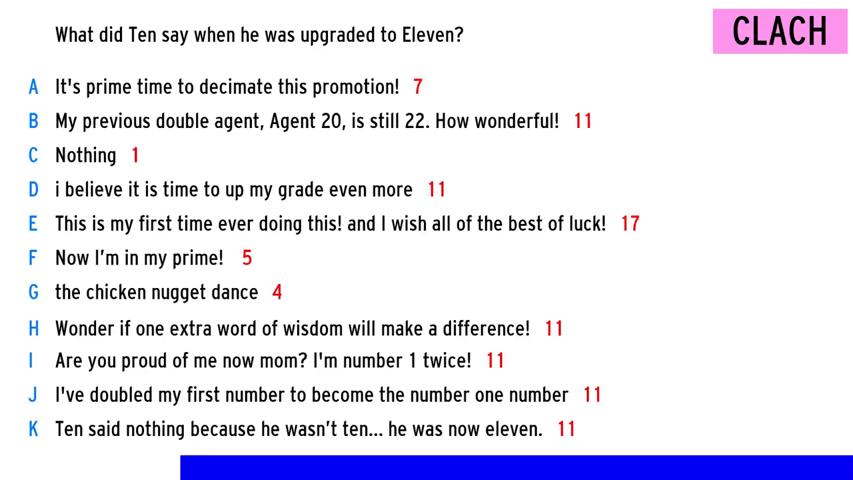 What did Ten say when he was upgraded to Eleven?
CLACH
A It's prime time to decimate this promotion! 7
B My previous double agent, Agent 20, is still 22. How wonderful! 11
C Nothing 1
D i believe it is time to up my grade even more 11
E This is my first time ever doing this! and I wish all of the best of luck! 17
F Now I’m in my prime! 5
G the chicken nugget dance 4
H Wonder if one extra word of wisdom will make a difference! 11
I Are you proud of me now mom? I'm number 1 twice! 11
J I've doubled my first number to become the number one number 11
K Ten said nothing because he wasn’t ten... he was now eleven. 11